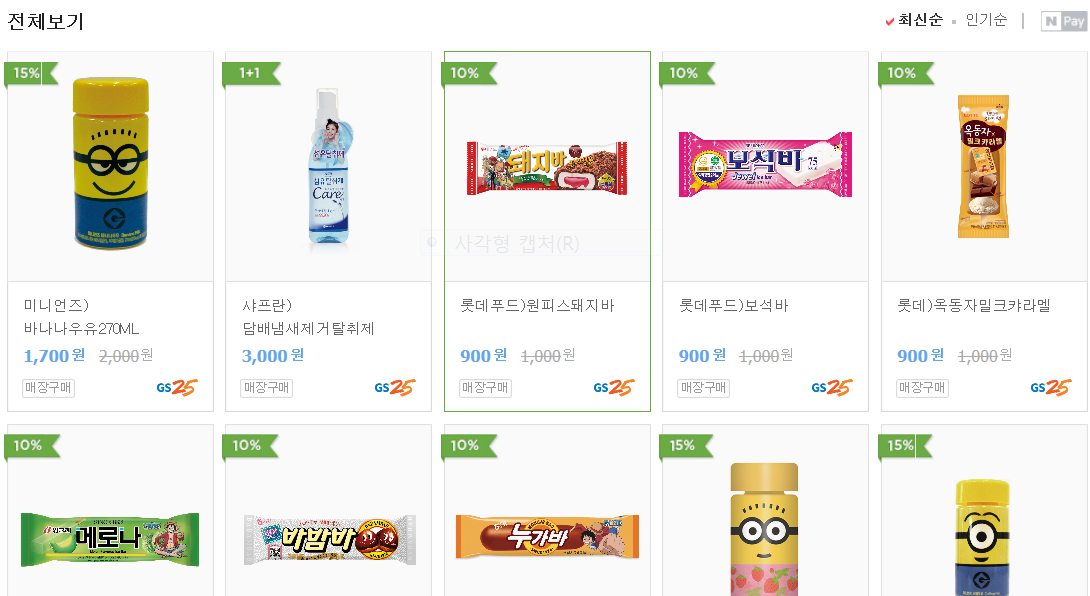 전체보기
최신순 인기순 | N Pay
15%
1+1
10%
10%
10%
Care
돼지바
보석바
75
Jewel
옥동자
밀크카라멜
사각형 캡처(R)
미니언즈)
바나나우유270ML
1,700원 2,000원
매장구매 GS25
샤프란)
담배냄새제거탈취제
3,000원
매장구매 GS25
롯데푸드)원피스돼지바
900원 1,000원
매장구매 GS25
롯데푸드)보석바
900원 1,000원
매장구매 GS25
롯데)옥동자밀크캬라멜
900원 1,000원
매장구매 GS25
10%
10%
10%
15%
15%
메로나
바밤바
누가바